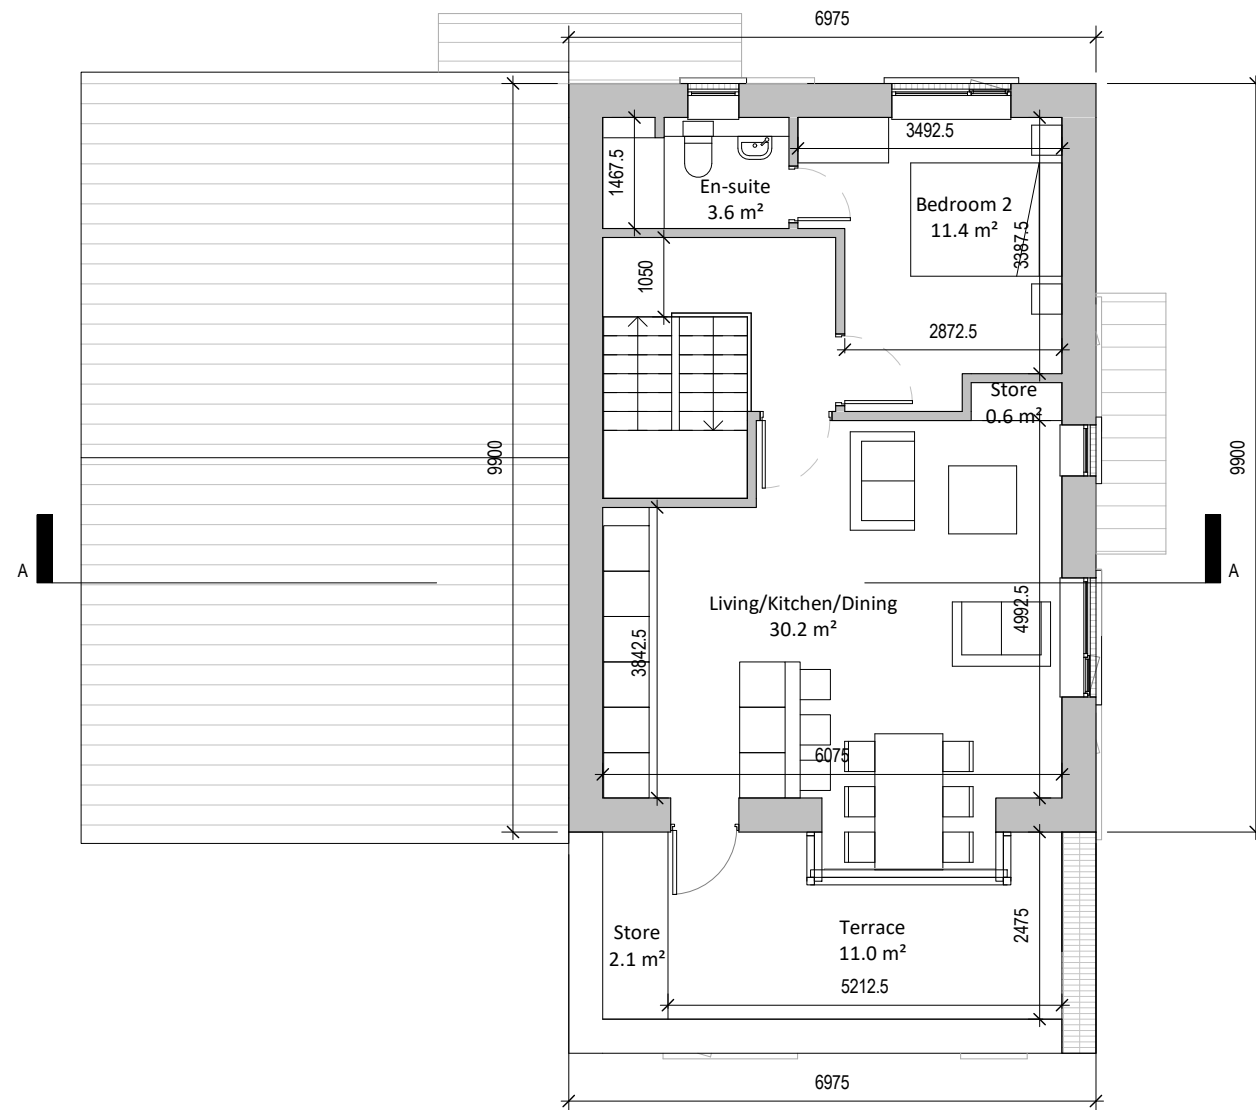 6975
3492.5
1467.5
En-suite
3.6 m²
Bedroom 2
11.4 m²
3387.5
1050
2872.5
Store
0.6 m²
9900
9900
A
A
Living/Kitchen/Dining
30.2 m²
4992.5
3842.5
6075
Store
2.1 m²
Terrace
11.0 m²
2475
5212.5
6975